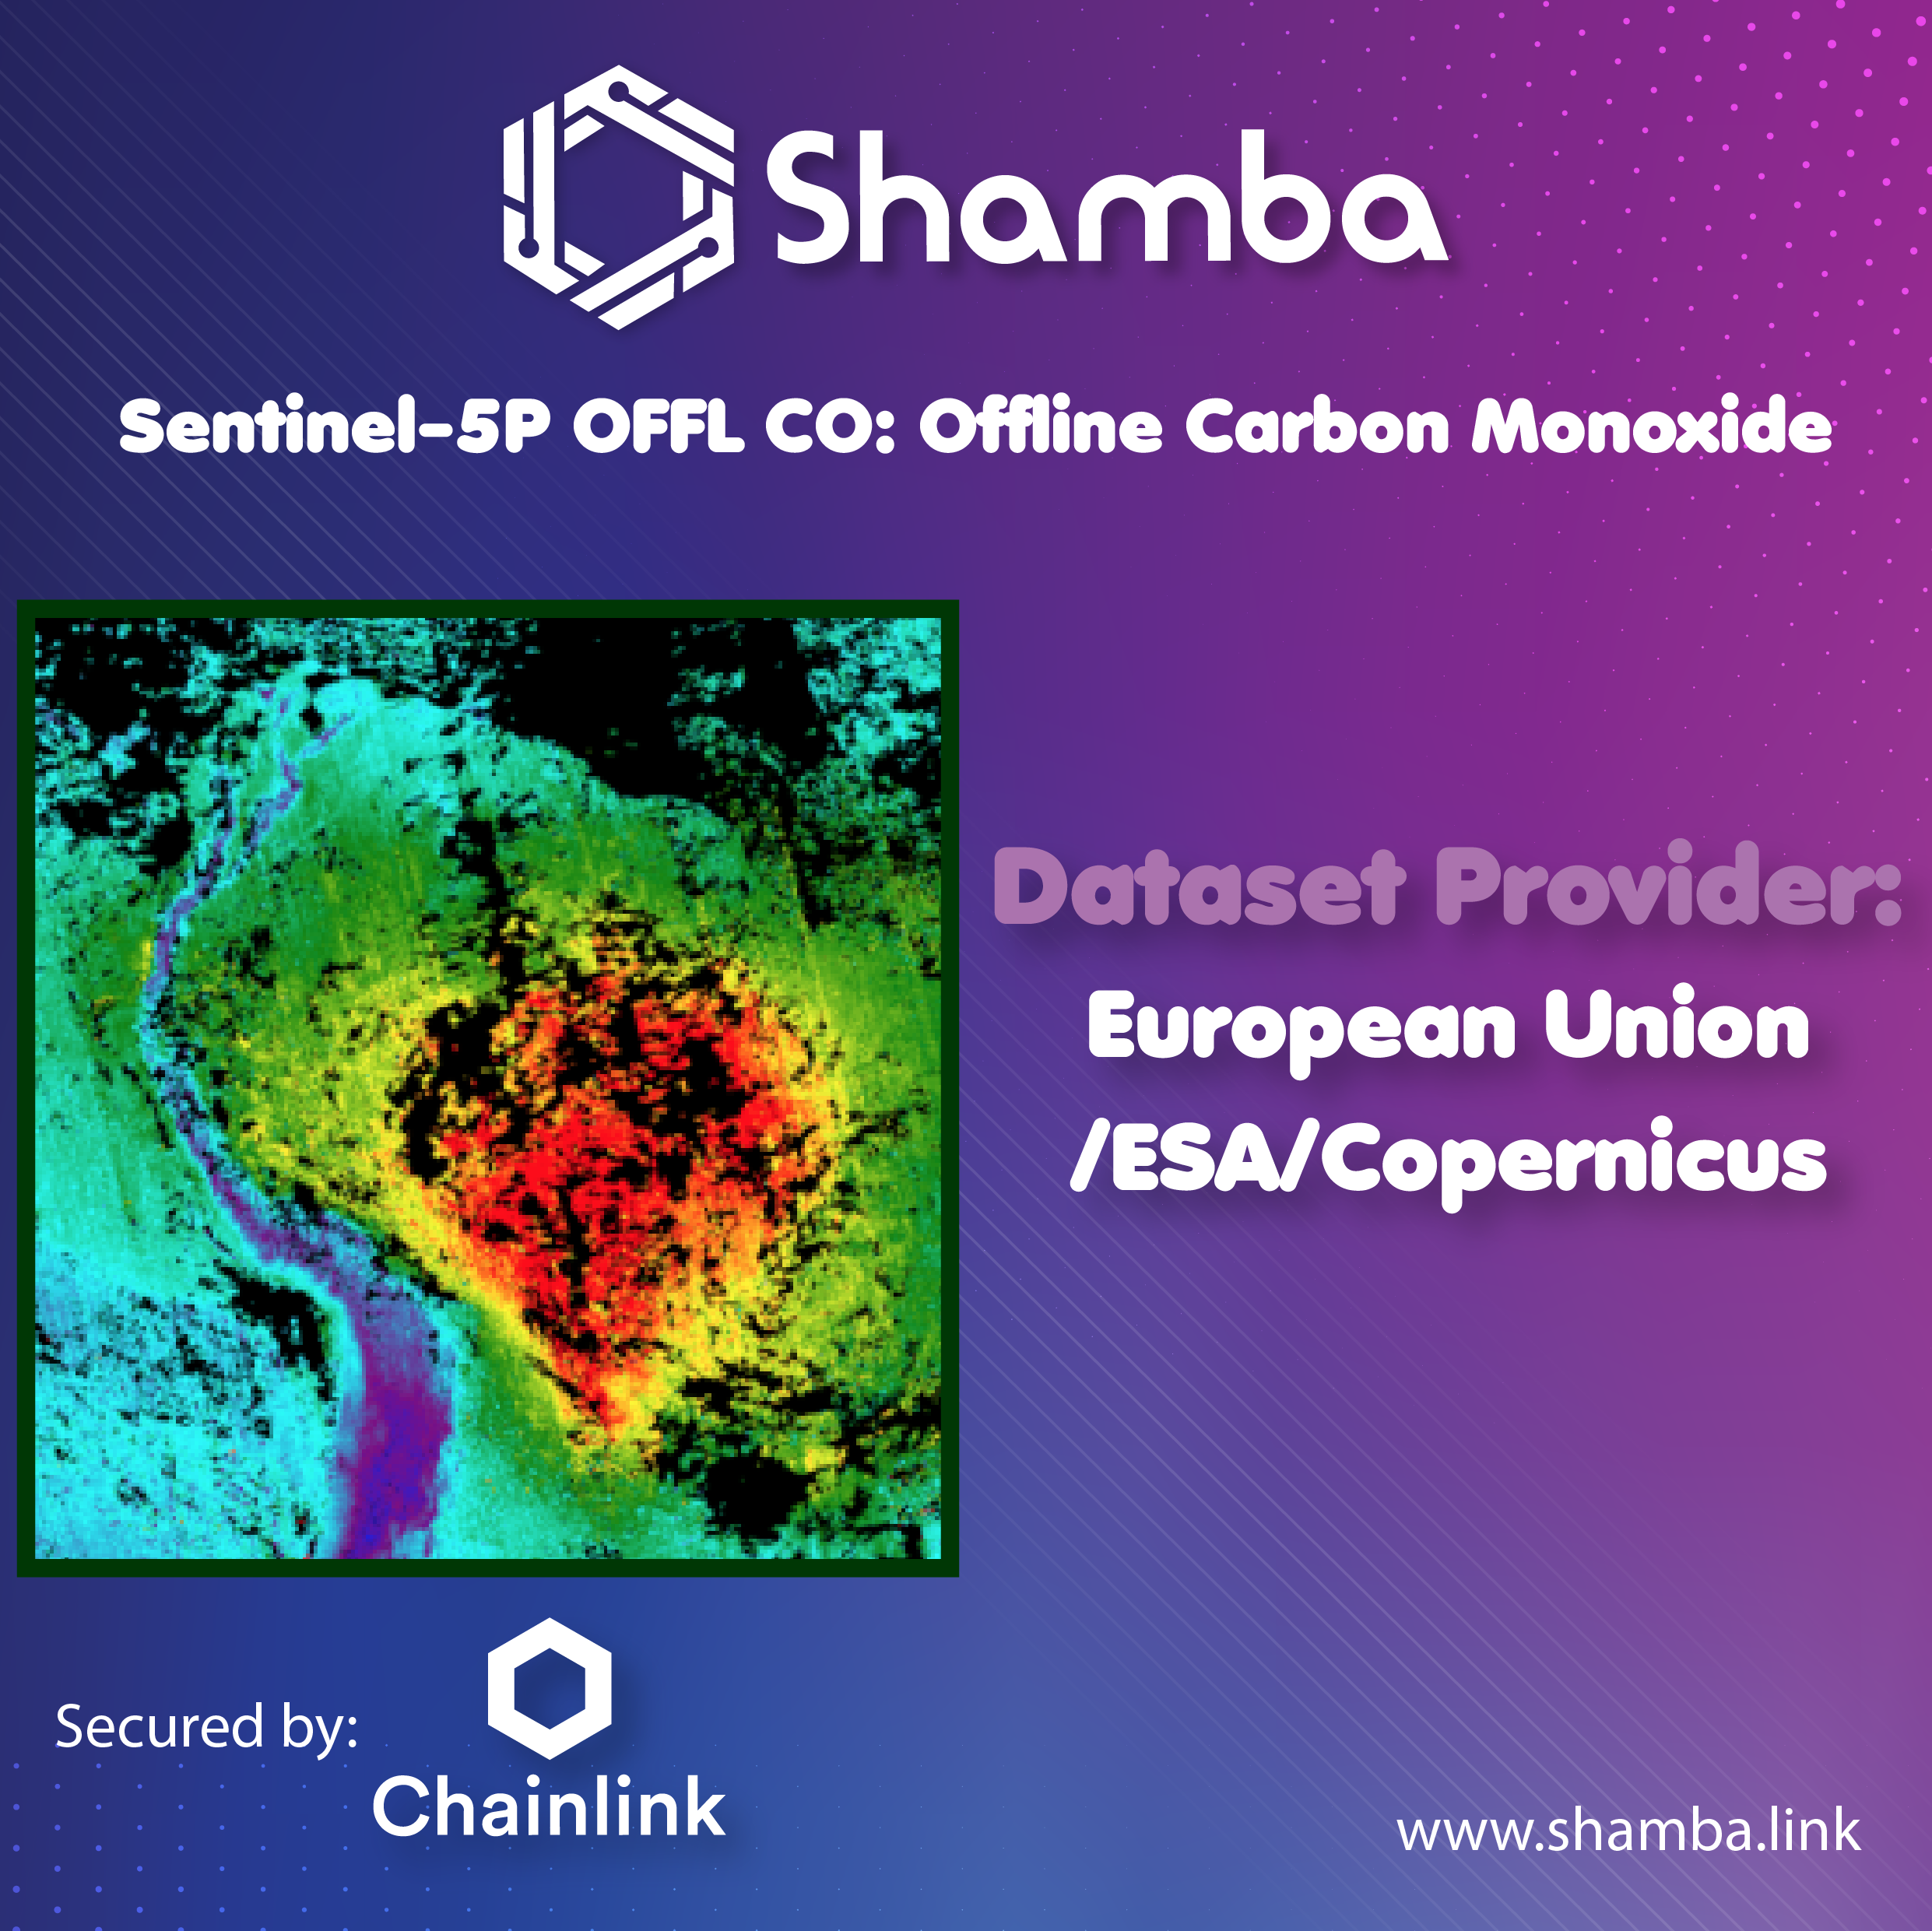 Shamba
Sentinel-5P OFFL CO: Offline Carbon Monoxide
Dataset Provider:
European Union
/ESA/Copernicus
Secured by:
Chainlink
www.shamba.link